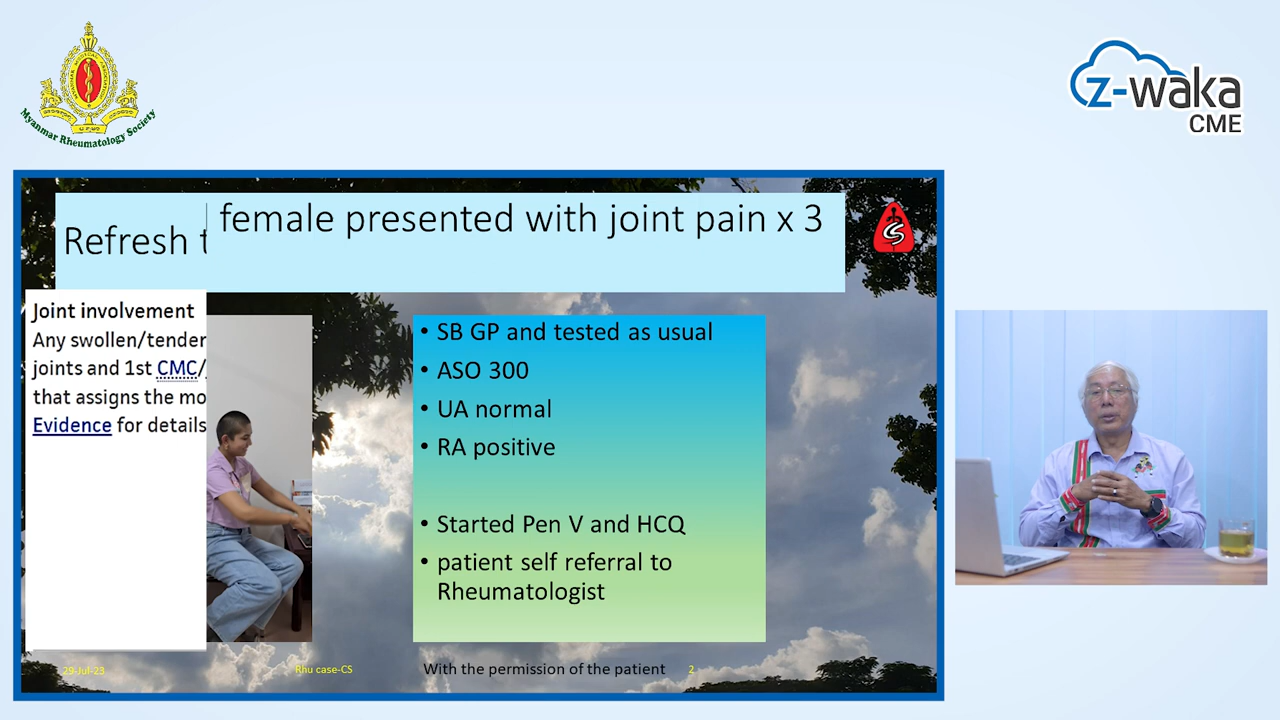 Myanmar Rheumatology Society
z-waka
CME
female presented with joint pain x 3
Refresh t
Joint involvement
Any swollen/tender
joints and 1st CMC/
that assigns the mo
Evidence for details
• SB GP and tested as usual
• ASO 300
• UA normal
• RA positive
• Started Pen V and HCQ
• patient self referral to
Rheumatologist
29-Jul-23
Rhu case-CS
With the permission of the patient
2